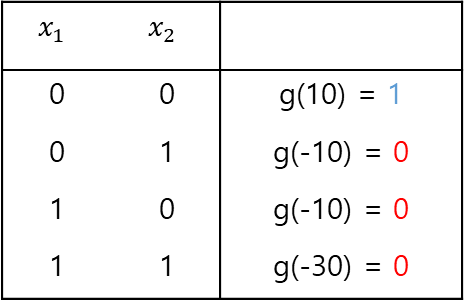 x₁ x₂
0 0 g(10) = 1
0 1 g(-10) = 0
1 0 g(-10) = 0
1 1 g(-30) = 0